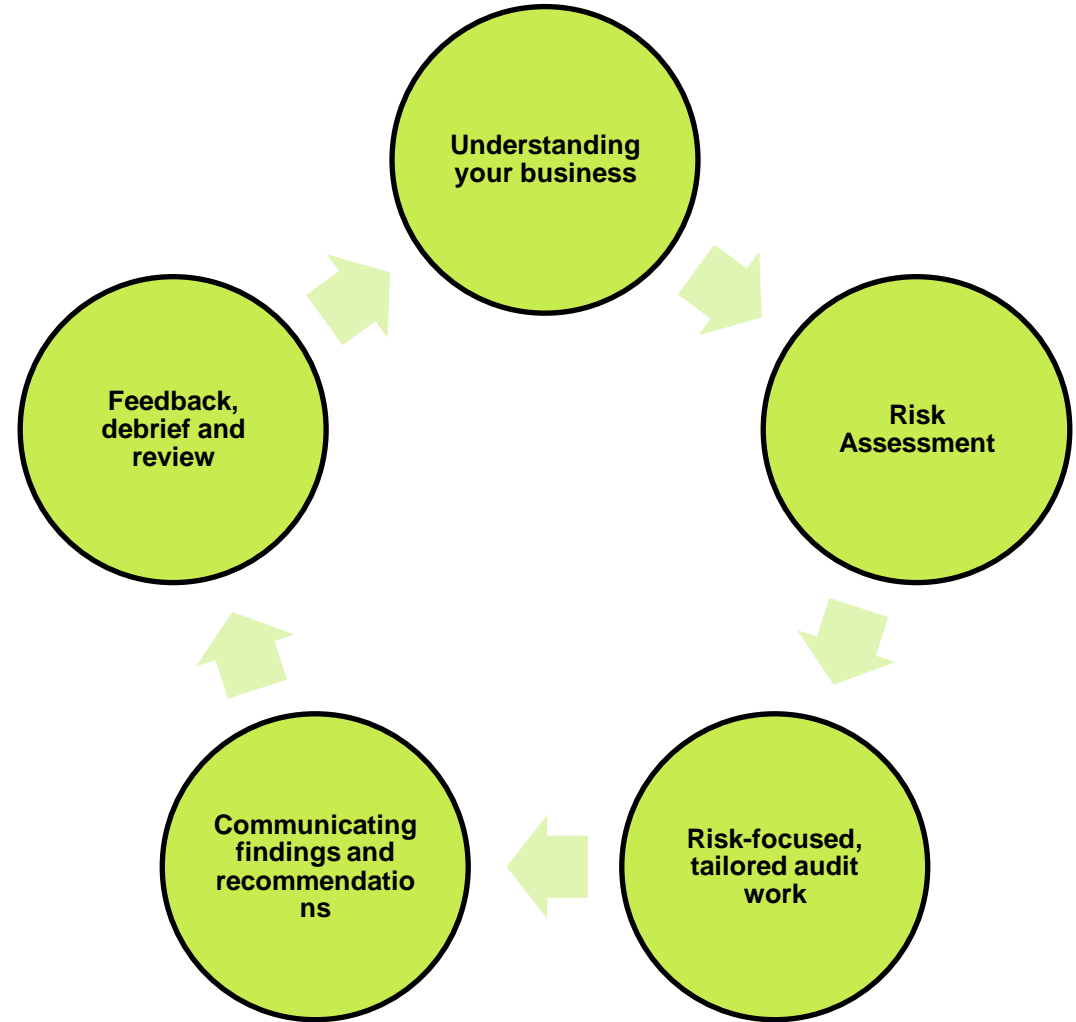 Understanding
your business
Risk
Assessment
Risk-focused,
tailored audit
work
Communicating
findings and
recommendatio
ns
Feedback,
debrief and
review